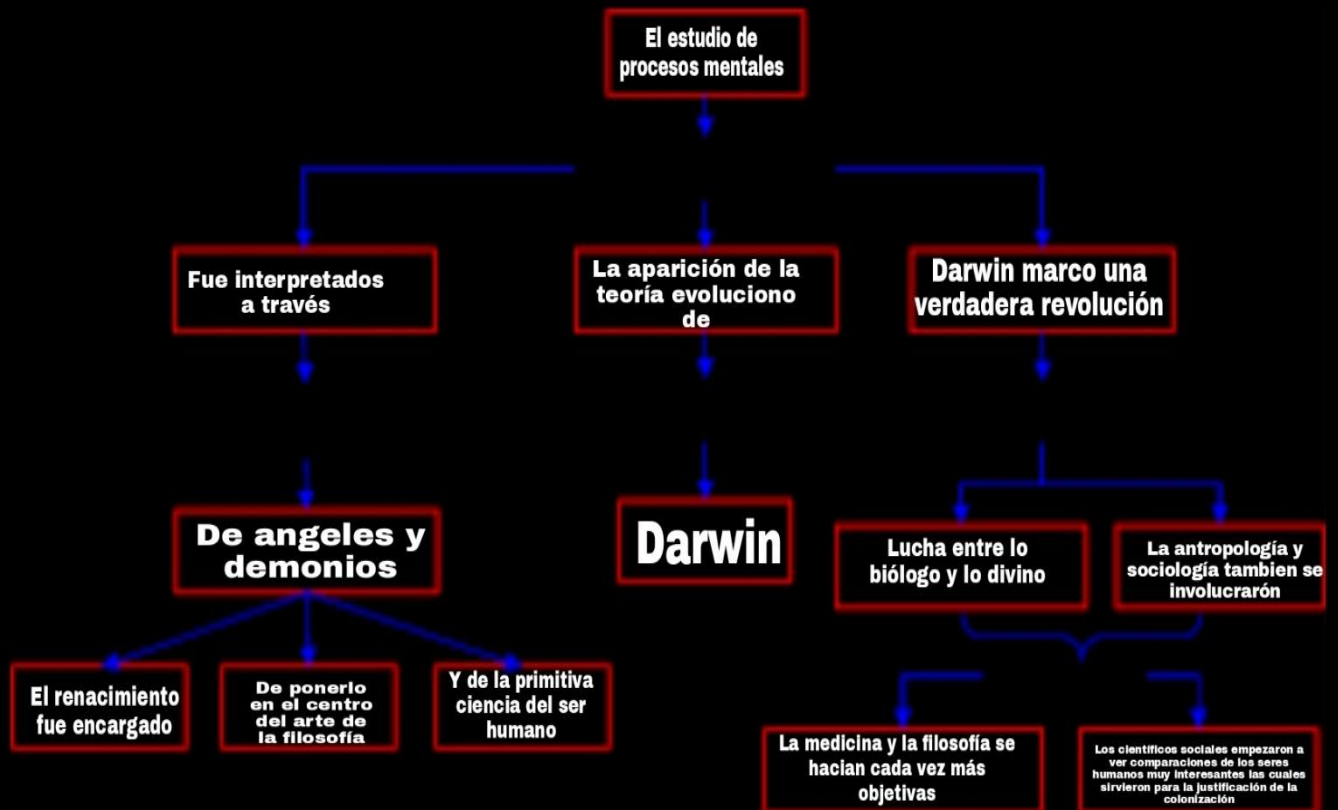 El estudio de
procesos mentales
Fue interpretados
a través
La aparición de la
teoría evoluciono
de
Darwin marco una
verdadera revolución
De angeles y
demonios
Darwin
Lucha entre lo
biólogo y lo divino
La antropología y
sociología tambien se
involucrarón
El renacimiento
fue encargado
De ponerlo
en el centro
del arte de
la filosofía
Y de la primitiva
ciencia del ser
humano
La medicina y la filosofía se
hacian cada vez más
objetivas
Los científicos sociales empezaron a
ver comparaciones de los seres
humanos muy interesantes las cuales
sirvieron para la justificación de la
colonización